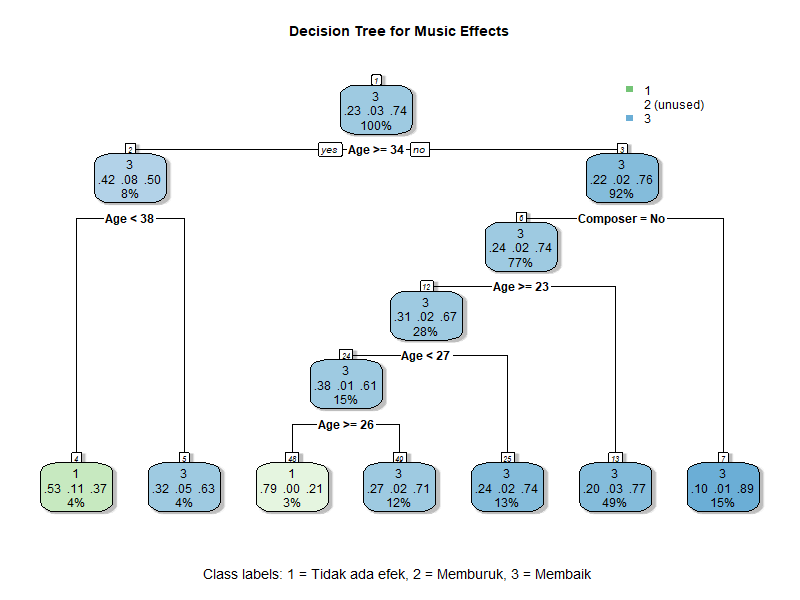 Decision Tree for Music Effects
1
3
.23 .03 .74
100%
1
2 (unused)
3
yes Age >= 34 no
2
3
.42 .08 .50
8%
3
3
.22 .02 .76
92%
Age < 38
Composer = No
6
3
.24 .02 .74
77%
Age >= 23
12
3
.31 .02 .67
28%
Age < 27
24
3
.38 .01 .61
15%
Age >= 26
4
1
.53 .11 .37
4%
5
3
.32 .05 .63
4%
48
1
.79 .00 .21
3%
49
3
.27 .02 .71
12%
25
3
.24 .02 .74
13%
13
3
.20 .03 .77
49%
7
3
.10 .01 .89
15%
Class labels: 1 = Tidak ada efek, 2 = Memburuk, 3 = Membaik